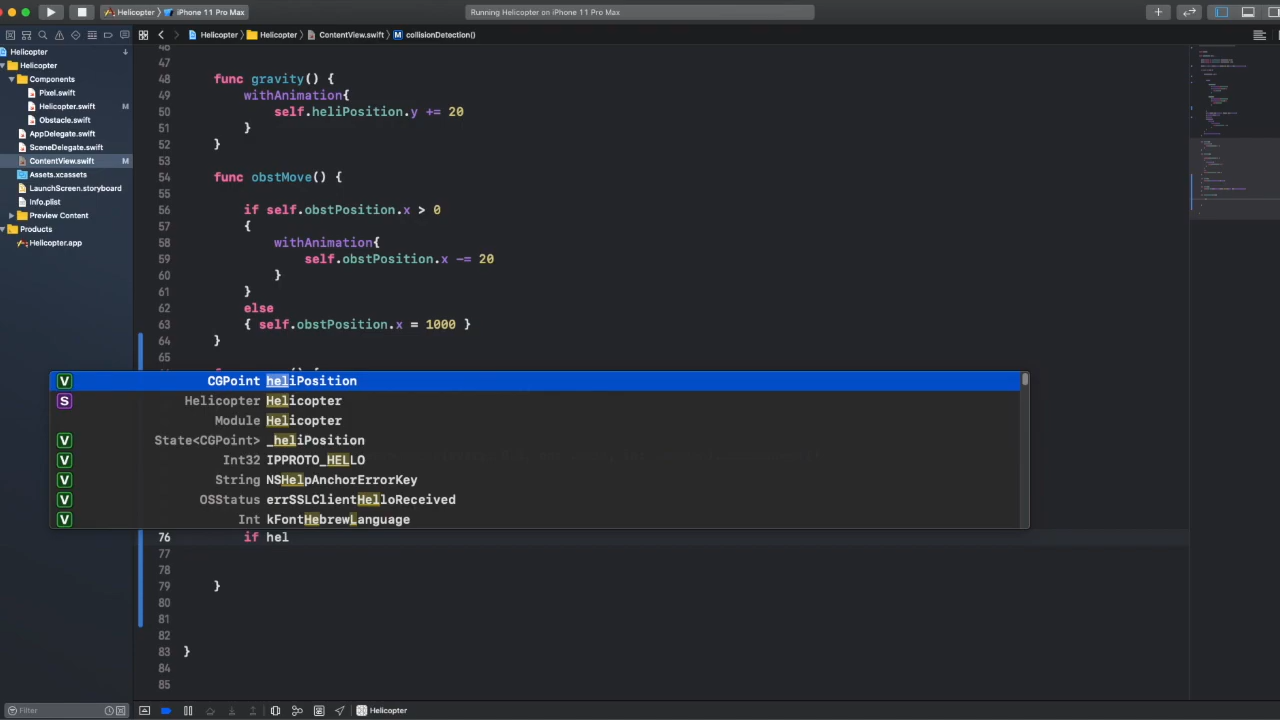 Helicopter
iPhone 11 Pro Max
Running Helicopter on iPhone 11 Pro Max
Helicopter
Helicopter
ContentView.swift
M
collisionDetection()
Helicopter
Helicopter
Components
Pixel.swift
Helicopter.swift
M
Obstacle.swift
AppDelegate.swift
SceneDelegate.swift
ContentView.swift
M
Assets.xcassets
LaunchScreen.storyboard
Info.plist
Preview Content
Products
Helicopter.app
46
47
48 func gravity() {
49 withAnimation{
50 self.heliPosition.y += 20
51 }
52 }
53
54 func obstMove() {
55
56 if self.obstPosition.x > 0
57 {
58 withAnimation{
59 self.obstPosition.x -= 20
60 }
61 }
62 else
63 { self.obstPosition.x = 1000 }
64 }
65
V CGPoint heliPosition
S Helicopter Helicopter
Module Helicopter
V State<CGPoint> _heliPosition
V Int32 IPPROTO_HELLO
V String NSHelpAnchorErrorKey
V OSStatus errSSLClientHelloReceived
V Int kFontHebrewLanguage
76 if hel
77
78
79 }
80
81
82
83 }
84
85
Filter
Helicopter